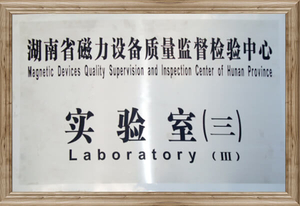 湖南省磁力设备质量监督检验中心
Magnetic Devices Quality Supervision and Inspection Center of Hunan Province
实验室(三)
Laboratory (III)